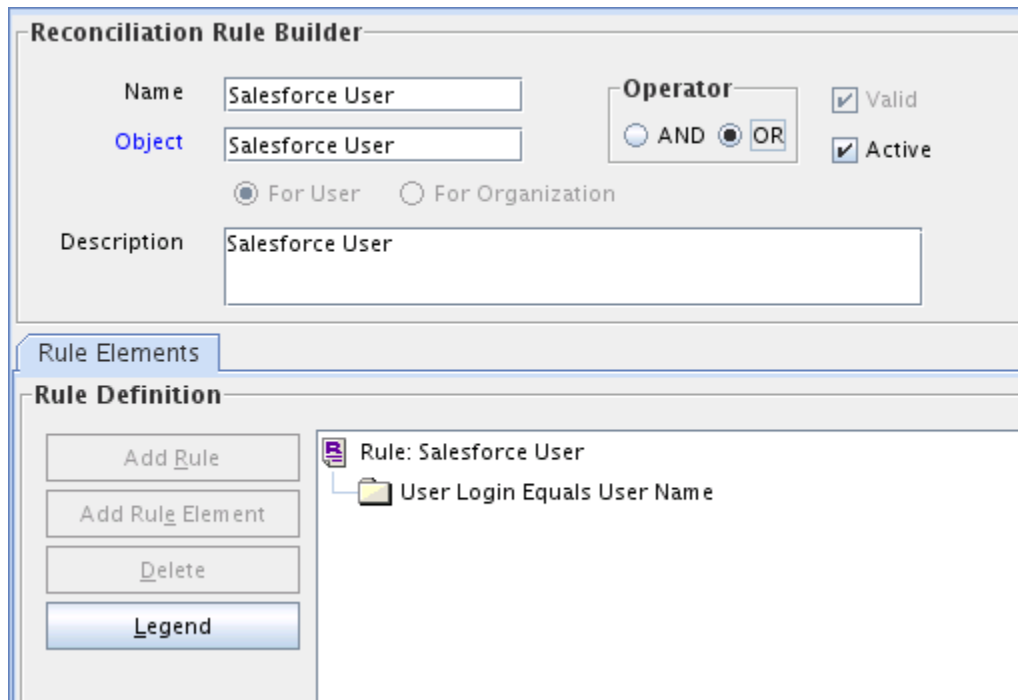 Reconciliation Rule Builder
Name Salesforce User Operator Valid
Object Salesforce User AND OR Active
For User For Organization
Description Salesforce User
Rule Elements
Rule Definition
Add Rule Rule: Salesforce User
User Login Equals User Name
Add Rule Element
Delete
Legend